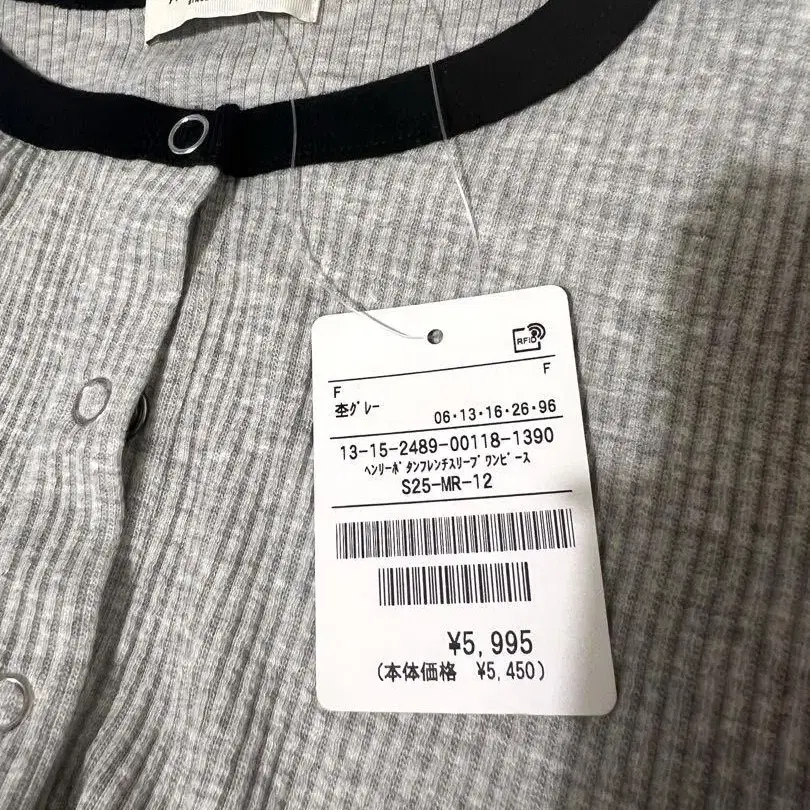 RFID
F F
杢ｸﾞﾚｰ 06・13・16・26・96
13-15-2489-00118-1390
ﾍﾝﾘｰﾎﾞﾀﾝﾌﾚﾝﾁｽﾘｰﾌﾞﾜﾝﾋﾟｰｽ
S25-MR-12
¥5,995
(本体価格 ¥5,450)